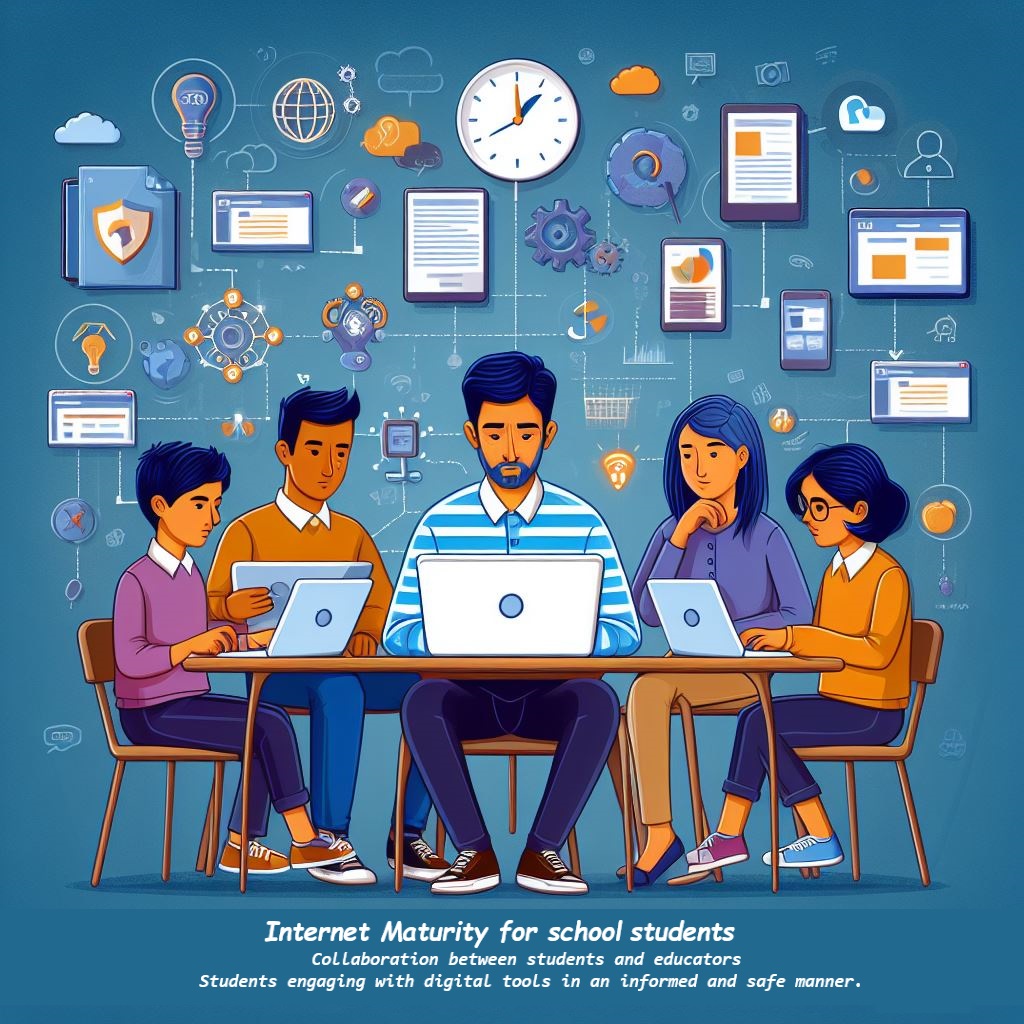 Internet Maturity for school students
Collaboration between students and educators
Students engaging with digital tools in an informed and safe manner.